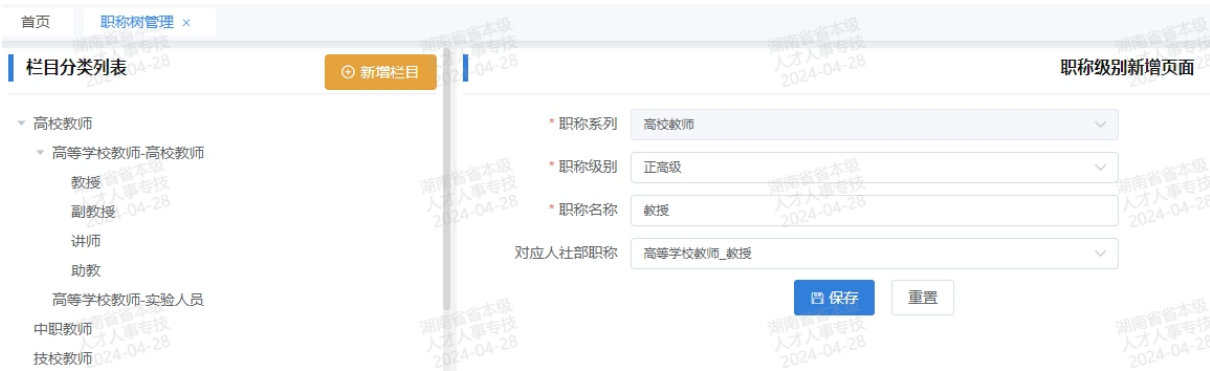 首页 职称树管理 ×
栏目分类列表 新增栏目 职称级别新增页面
高校教师
高等学校教师-高校教师
教授
副教授
讲师
助教
高等学校教师-实验人员
中职教师
技校教师
* 职称系列 高校教师
* 职称级别 正高级
* 职称名称 教授
对应人社部职称 高等学校教师_教授
保存 重置
湖南省省本级
人才人事专技
2024-04-28